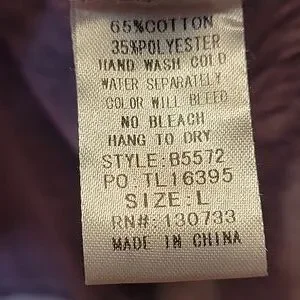 65%COTTON
35%POLYESTER
HAND WASH COLD
WATER SEPARATELY
COLOR WILL BLEED
NO BLEACH
HANG TO DRY
STYLE:B5572
PO.TL16395
SIZE:L
RN#:130733
MADE IN CHINA